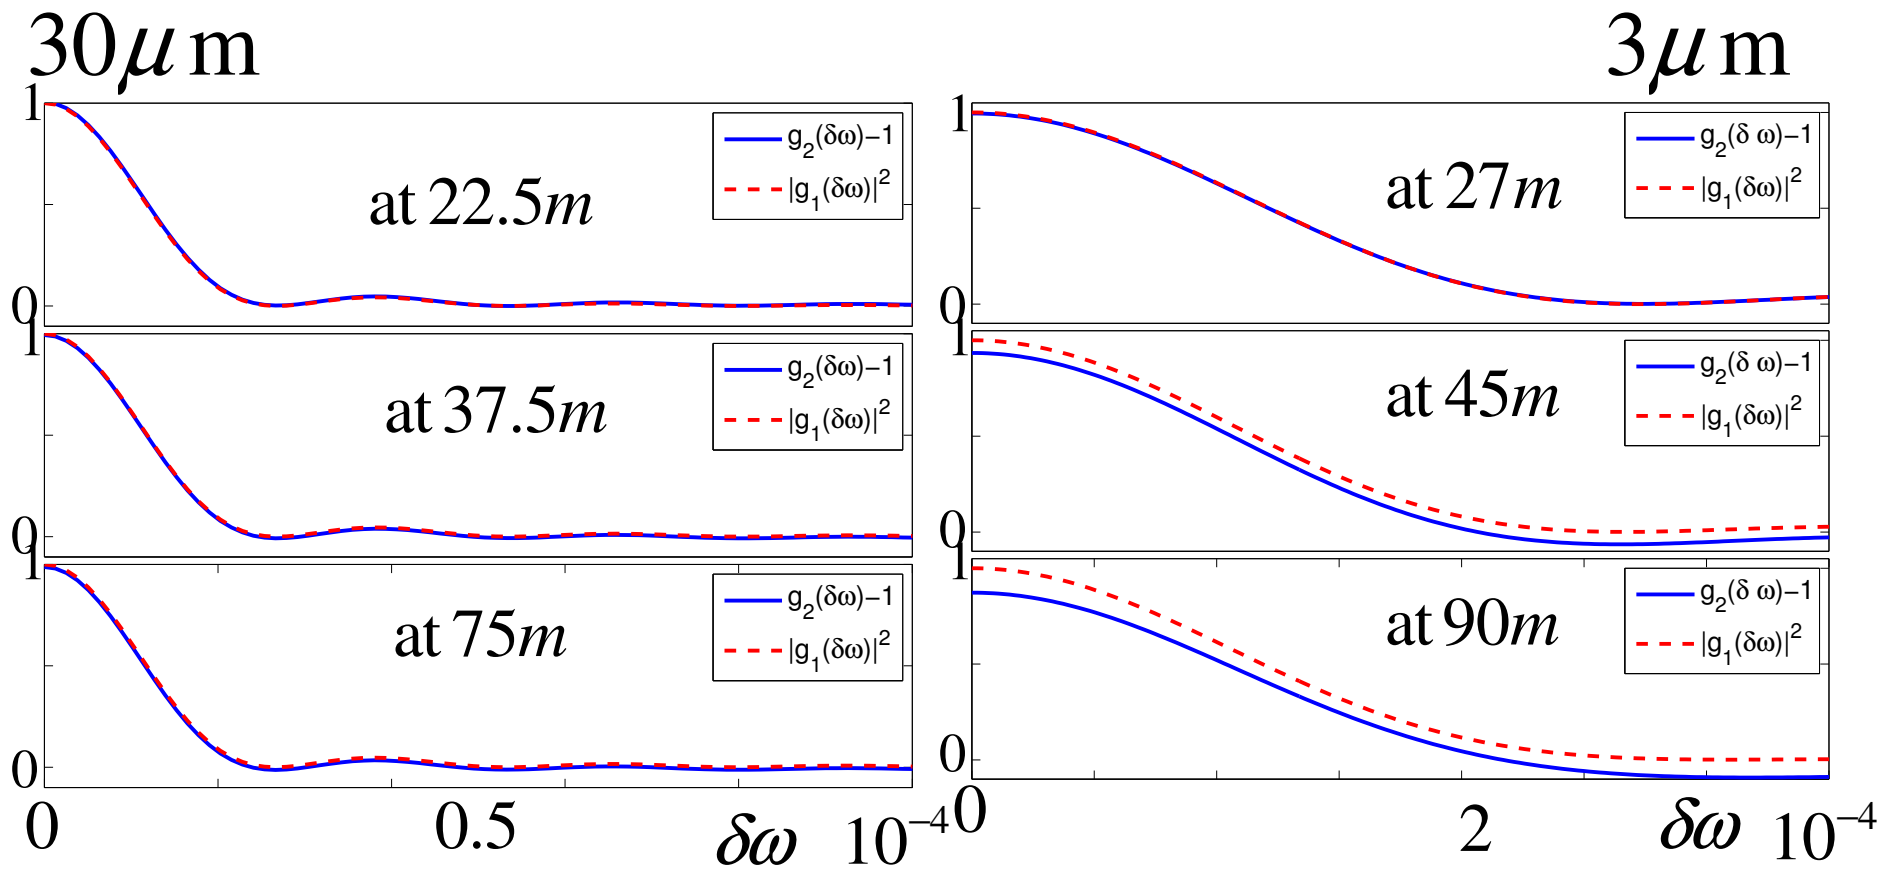 30μm
1
g₂(δω)−1
|g₁(δω)|²
at 22.5m
0
1
g₂(δω)−1
|g₁(δω)|²
at 37.5m
0
1
g₂(δω)−1
|g₁(δω)|²
at 75m
0
0 0.5 δω 10⁻⁴
3μm
1
g₂(δ ω)−1
|g₁(δω)|²
at 27m
0
1
g₂(δ ω)−1
|g₁(δω)|²
at 45m
0
1
g₂(δ ω)−1
|g₁(δω)|²
at 90m
0
0 2 δω 10⁻⁴